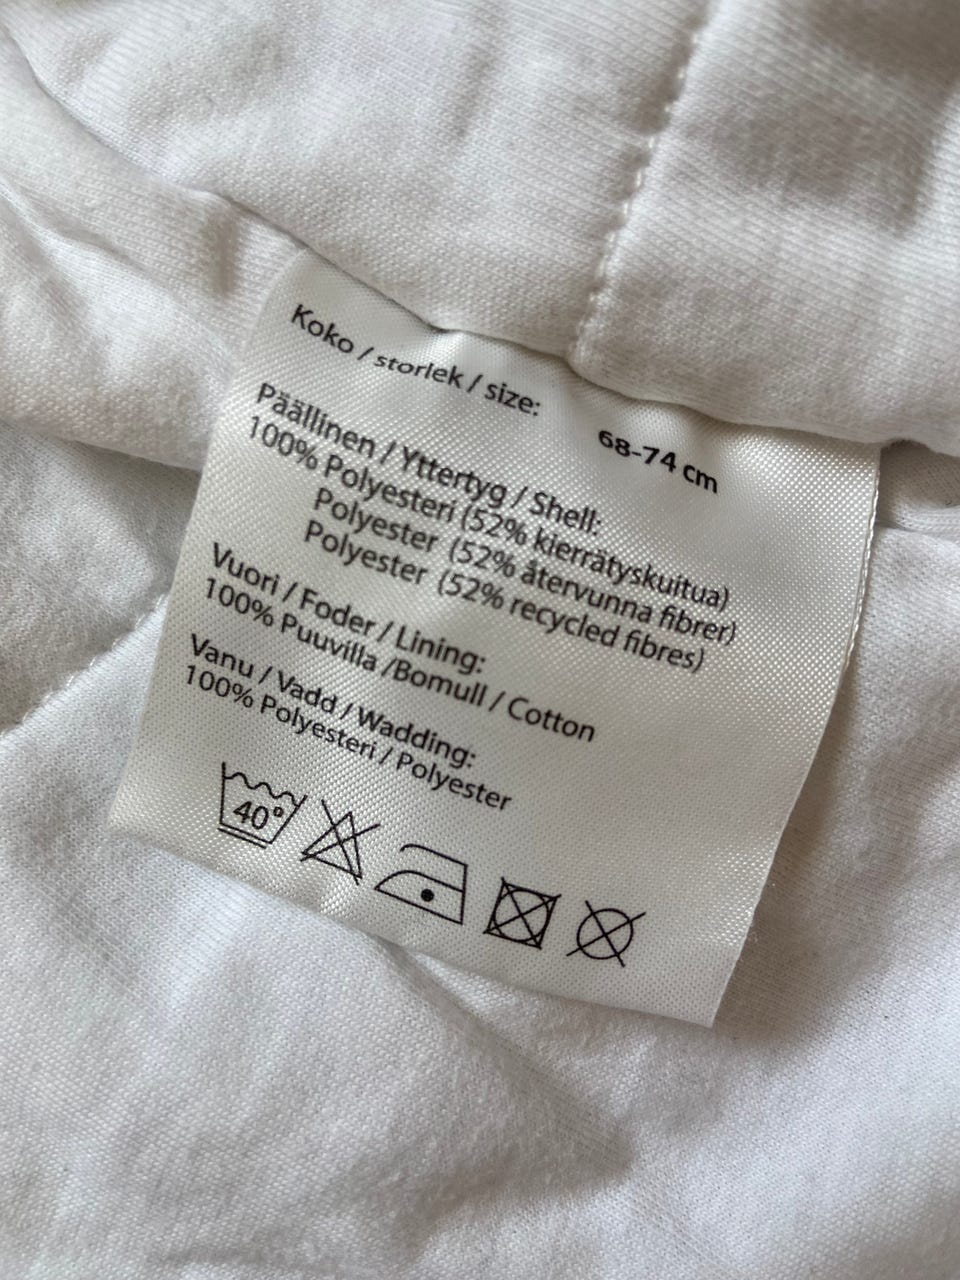 Koko / storlek / size:
68-74 cm
Päällinen / Yttertyg / Shell:
100% Polyesteri (52% kierrätyskuitua)
Polyester (52% återvunna fibrer)
Polyester (52% recycled fibres)
Vuori / Foder / Lining:
100% Puuvilla /Bomull / Cotton
Vanu / Vadd / Wadding:
100% Polyesteri / Polyester
40°